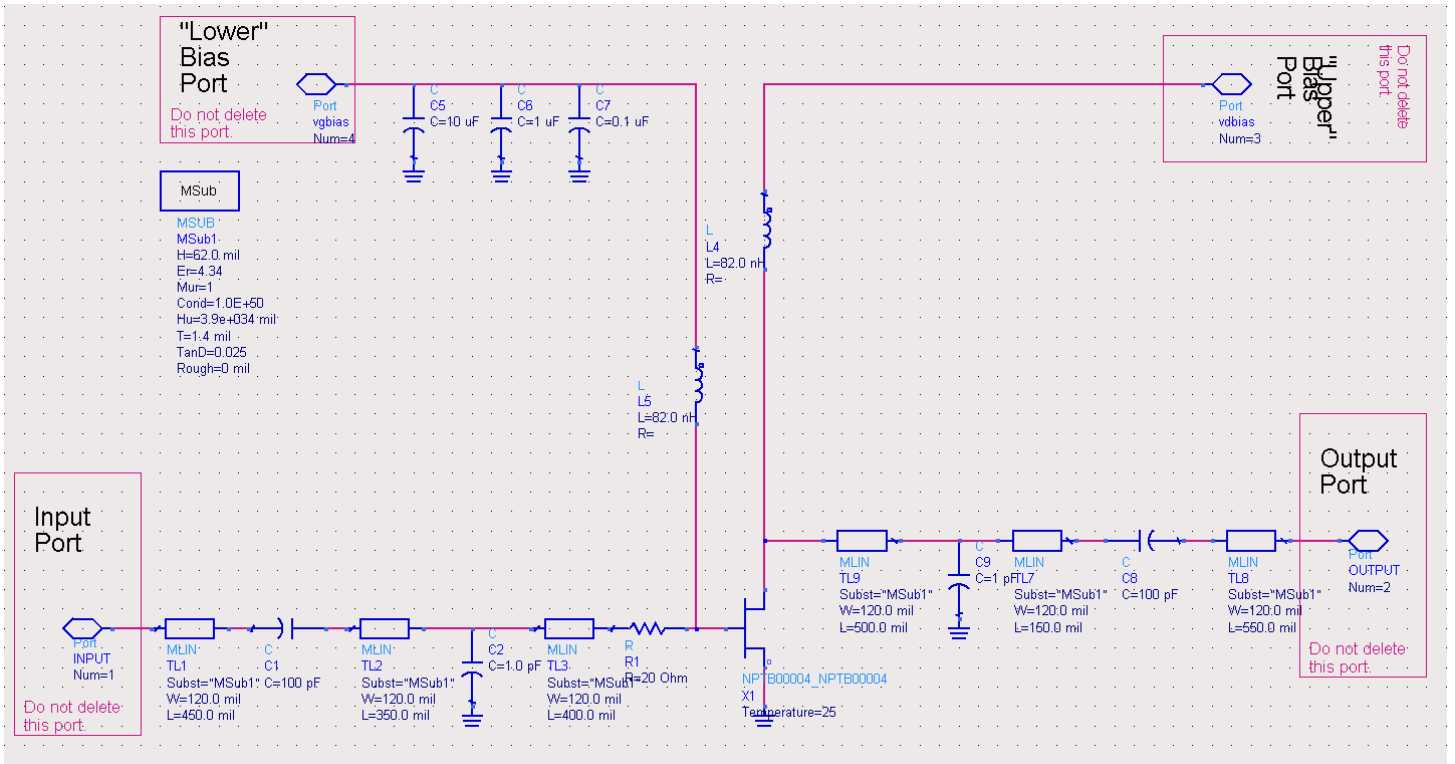 "Lower"
Bias
Port
Do not delete
this port.
Port
vgbias
Num=4
C
C5
C=10 uF
C
C6
C=1 uF
C
C7
C=0.1 uF
"Upper"
Bias
Port
Do not delete
this port.
Port
vdbias
Num=3
MSub
MSUB
MSub1
H=62.0 mil
Er=4.34
Mur=1
Cond=1.0E+50
Hu=3.9e+034 mil
T=1.4 mil
TanD=0.025
Rough=0 mil
L
L4
L=82.0 nH
R=
L
L5
L=82.0 nH
R=
Input
Port
Port
INPUT
Num=1
Do not delete
this port.
MLIN
TL1
Subst="MSub1"
W=120.0 mil
L=450.0 mil
C
C1
C=100 pF
MLIN
TL2
Subst="MSub1"
W=120.0 mil
L=350.0 mil
C
C2
C=1.0 pF
MLIN
TL3
Subst="MSub1"
W=120.0 mil
L=400.0 mil
R
R1
R=20 Ohm
NPTB00004_NPTB00004
X1
Temperature=25
MLIN
TL9
Subst="MSub1"
W=120.0 mil
L=500.0 mil
C
C9
C=1 pF
MLIN
TL7
Subst="MSub1"
W=120.0 mil
L=150.0 mil
C
C8
C=100 pF
MLIN
TL8
Subst="MSub1"
W=120.0 mil
L=550.0 mil
Output
Port
Port
OUTPUT
Num=2
Do not delete
this port.